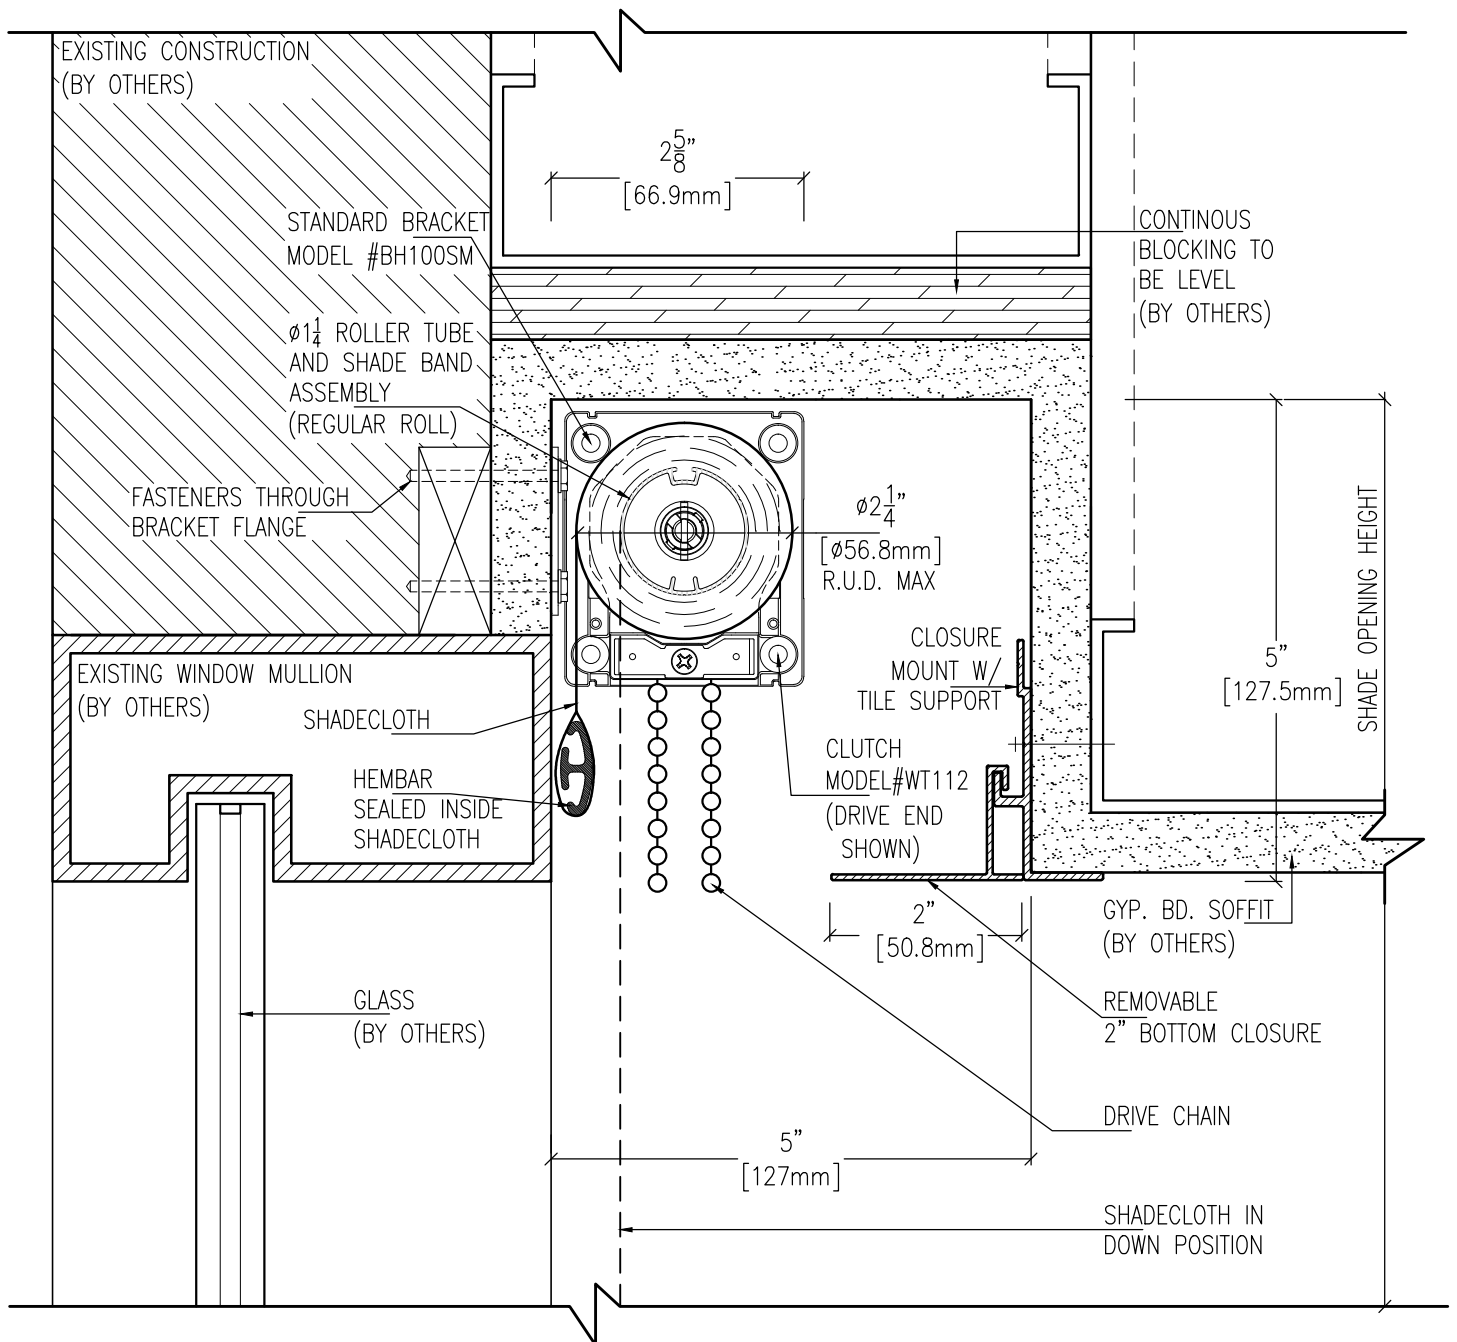 EXISTING CONSTRUCTION
(BY OTHERS)
2 5/8"
[66.9mm]
STANDARD BRACKET
MODEL #BH100SM
CONTINOUS
BLOCKING TO
BE LEVEL
(BY OTHERS)
ø1 1/4 ROLLER TUBE
AND SHADE BAND
ASSEMBLY
(REGULAR ROLL)
FASTENERS THROUGH
BRACKET FLANGE
ø2 1/4"
[ø56.8mm]
R.U.D. MAX
SHADE OPENING HEIGHT
5"
[127.5mm]
CLOSURE
MOUNT W/
TILE SUPPORT
EXISTING WINDOW MULLION
(BY OTHERS)
SHADECLOTH
HEMBAR
SEALED INSIDE
SHADECLOTH
CLUTCH
MODEL#WT112
(DRIVE END
SHOWN)
2"
[50.8mm]
GYP. BD. SOFFIT
(BY OTHERS)
GLASS
(BY OTHERS)
REMOVABLE
2" BOTTOM CLOSURE
DRIVE CHAIN
5"
[127mm]
SHADECLOTH IN
DOWN POSITION